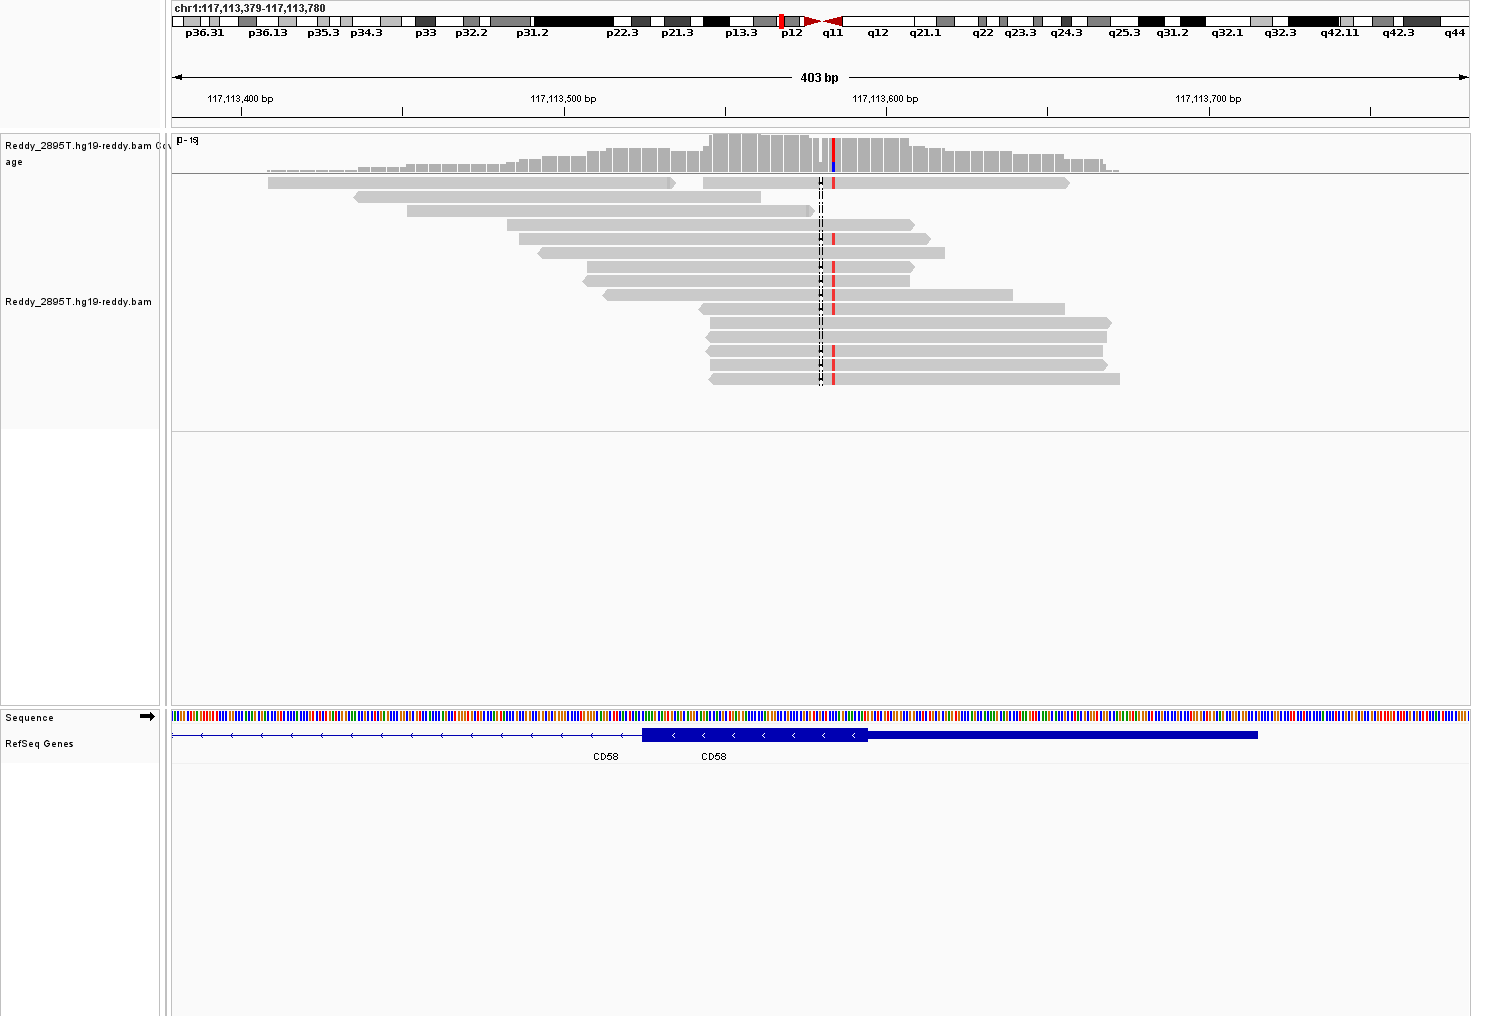 chr1:117,113,379-117,113,780
p36.31 p36.13 p35.3 p34.3 p33 p32.2 p31.2 p22.3 p21.3 p13.3 p12 q11 q12 q21.1 q22 q23.3 q24.3 q25.3 q31.2 q32.1 q32.3 q42.11 q42.3 q44
403 bp
117,113,400 bp 117,113,500 bp 117,113,600 bp 117,113,700 bp
Reddy_2895T.hg19-reddy.bam Cov
age
[0 - 15]
Reddy_2895T.hg19-reddy.bam
Sequence
RefSeq Genes
CD58 CD58